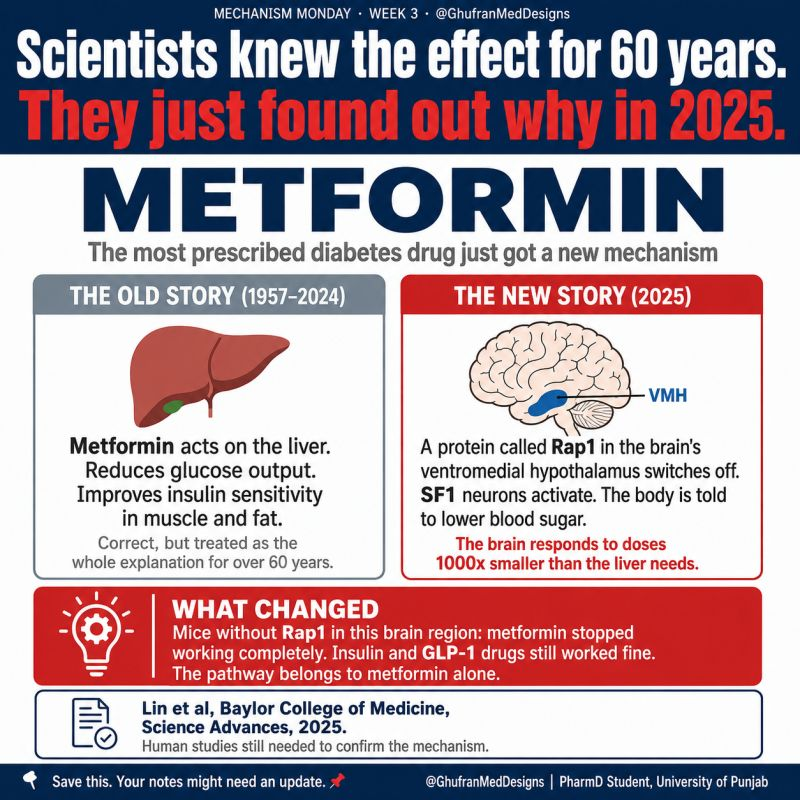 MECHANISM MONDAY · WEEK 3 · @GhufranMedDesigns
Scientists knew the effect for 60 years.
They just found out why in 2025.
METFORMIN
The most prescribed diabetes drug just got a new mechanism
THE OLD STORY (1957–2024)
Metformin acts on the liver.
Reduces glucose output.
Improves insulin sensitivity
in muscle and fat.
Correct, but treated as the
whole explanation for over 60 years.
THE NEW STORY (2025)
VMH
A protein called Rap1 in the brain's
ventromedial hypothalamus switches off.
SF1 neurons activate. The body is told
to lower blood sugar.
The brain responds to doses
1000x smaller than the liver needs.
WHAT CHANGED
Mice without Rap1 in this brain region: metformin stopped
working completely. Insulin and GLP-1 drugs still worked fine.
The pathway belongs to metformin alone.
Lin et al, Baylor College of Medicine,
Science Advances, 2025.
Human studies still needed to confirm the mechanism.
Save this. Your notes might need an update. 📌
@GhufranMedDesigns | PharmD Student, University of Punjab